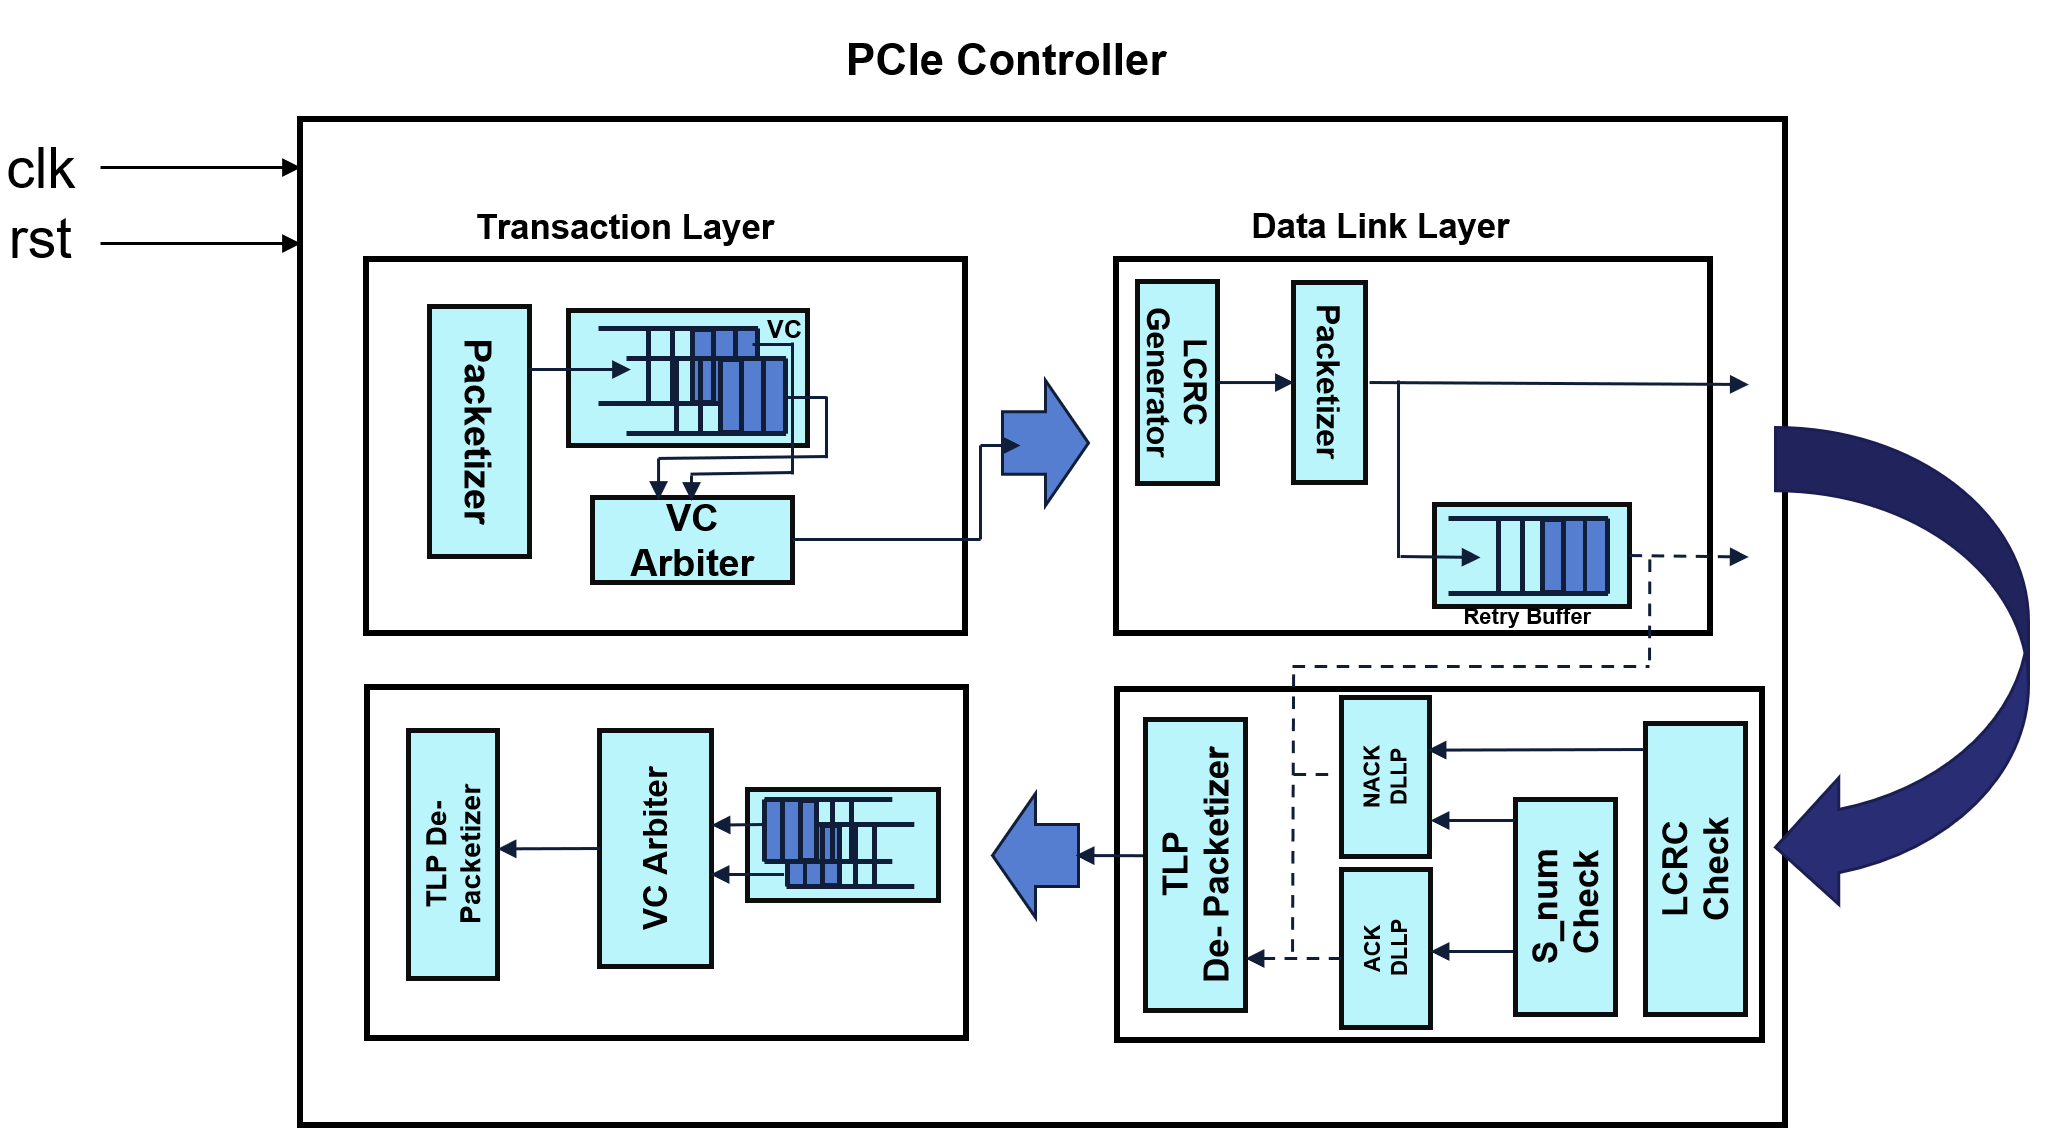 PCIe Controller
clk
rst
Transaction Layer
Packetizer
VC
VC
Arbiter
Data Link Layer
LCRC
Generator
Packetizer
Retry Buffer
TLP De-
Packetizer
VC Arbiter
TLP
De- Packetizer
NACK
DLLP
ACK
DLLP
S_num
Check
LCRC
Check